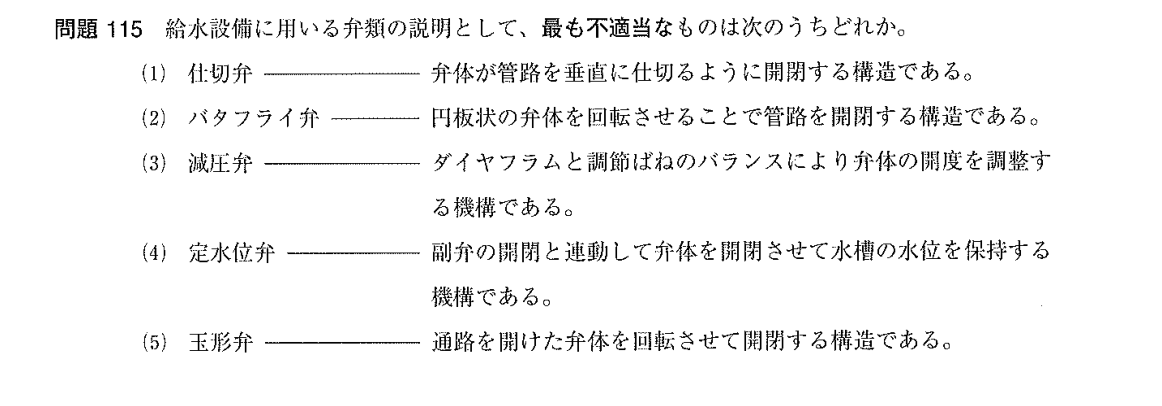 問題 115 給水設備に用いる弁類の説明として、最も不適当なものは次のうちどれか。
(1) 仕切弁 ―――― 弁体が管路を垂直に仕切るように開閉する構造である。
(2) バタフライ弁 ―――― 円板状の弁体を回転させることで管路を開閉する構造である。
(3) 減圧弁 ―――― ダイヤフラムと調節ばねのバランスにより弁体の開度を調整す
る機構である。
(4) 定水位弁 ―――― 副弁の開閉と連動して弁体を開閉させて水槽の水位を保持する
機構である。
(5) 玉形弁 ―――― 通路を開けた弁体を回転させて開閉する構造である。